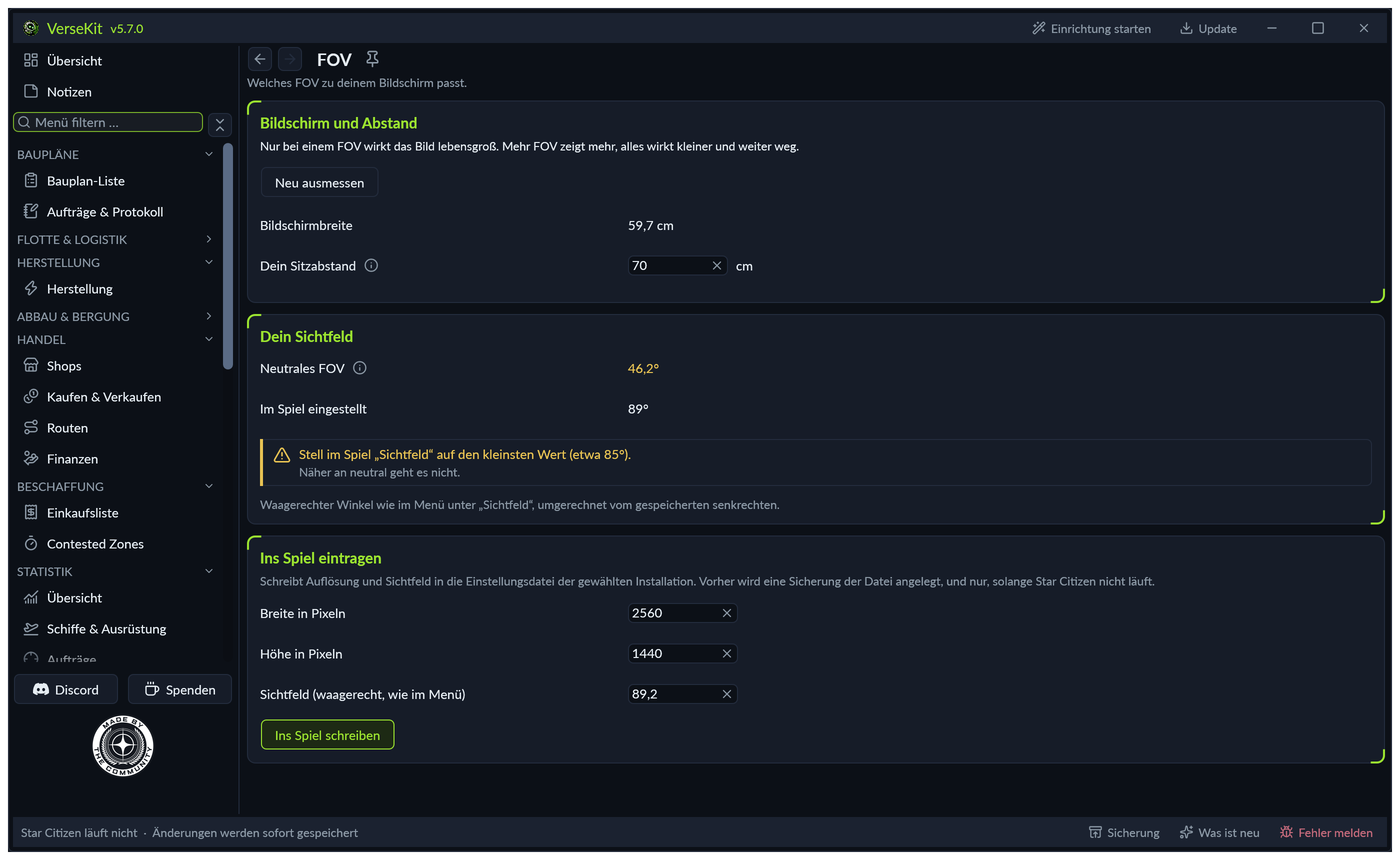 VerseKit v5.7.0
Einrichtung starten
Update
Übersicht
Notizen
Menü filtern ...
BAUPLÄNE
Bauplan-Liste
Aufträge & Protokoll
FLOTTE & LOGISTIK
HERSTELLUNG
Herstellung
ABBAU & BERGUNG
HANDEL
Shops
Kaufen & Verkaufen
Routen
Finanzen
BESCHAFFUNG
Einkaufsliste
Contested Zones
STATISTIK
Übersicht
Schiffe & Ausrüstung
Aufträge
Discord
Spenden
MADE BY
THE COMMUNITY
FOV
Welches FOV zu deinem Bildschirm passt.
Bildschirm und Abstand
Nur bei einem FOV wirkt das Bild lebensgroß. Mehr FOV zeigt mehr, alles wirkt kleiner und weiter weg.
Neu ausmessen
Bildschirmbreite 59,7 cm
Dein Sitzabstand 70 cm
Dein Sichtfeld
Neutrales FOV 46,2°
Im Spiel eingestellt 89°
Stell im Spiel „Sichtfeld“ auf den kleinsten Wert (etwa 85°).
Näher an neutral geht es nicht.
Waagerechter Winkel wie im Menü unter „Sichtfeld“, umgerechnet vom gespeicherten senkrechten.
Ins Spiel eintragen
Schreibt Auflösung und Sichtfeld in die Einstellungsdatei der gewählten Installation. Vorher wird eine Sicherung der Datei angelegt, und nur, solange Star Citizen nicht läuft.
Breite in Pixeln 2560
Höhe in Pixeln 1440
Sichtfeld (waagerecht, wie im Menü) 89,2
Ins Spiel schreiben
Star Citizen läuft nicht · Änderungen werden sofort gespeichert
Sicherung
Was ist neu
Fehler melden